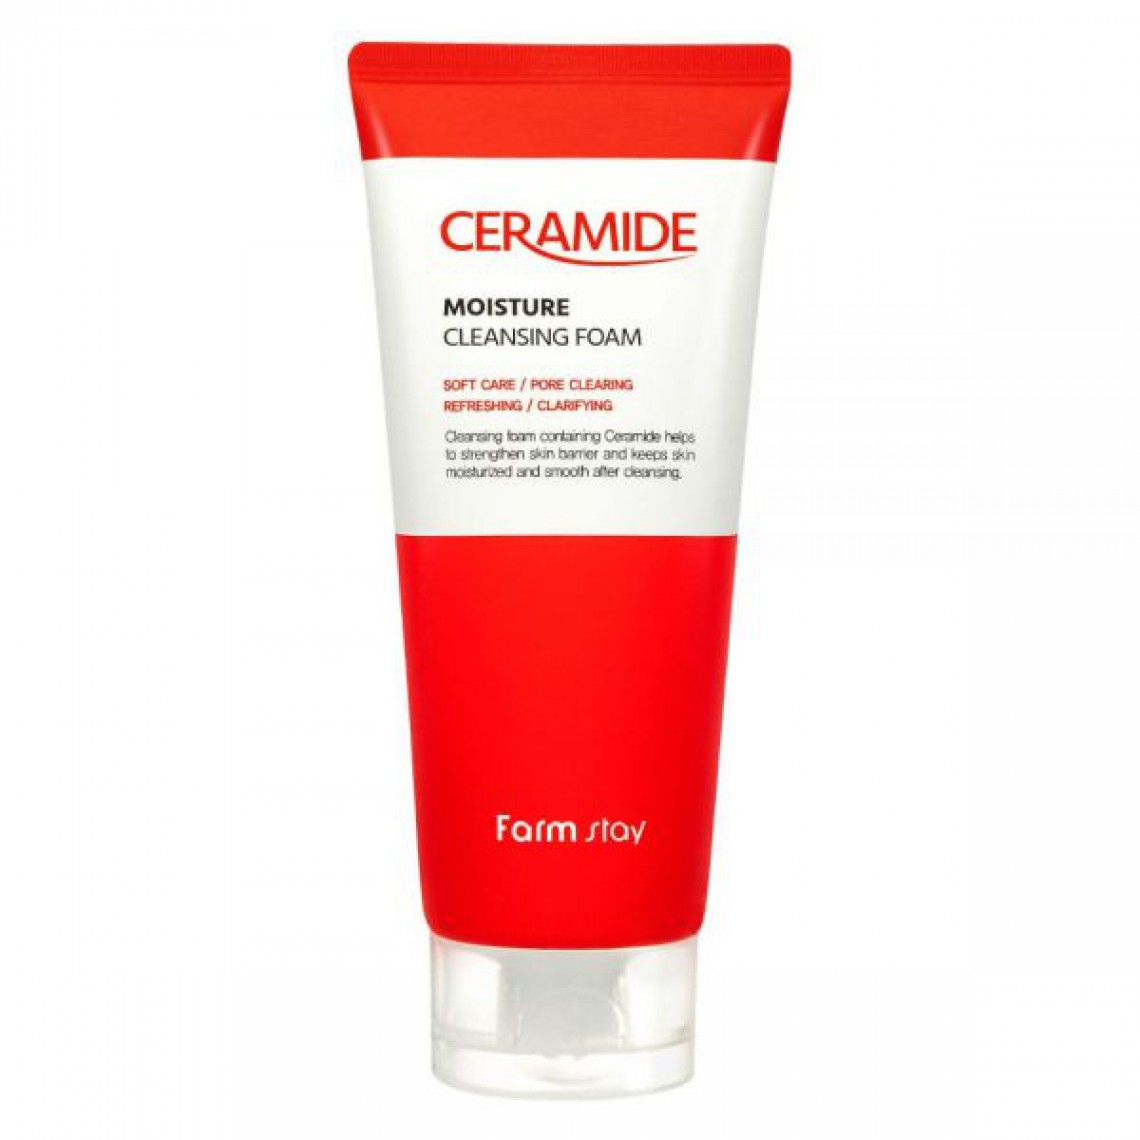 CERAMIDE
MOISTURE
CLEANSING FOAM
SOFT CARE / PORE CLEARING
REFRESHING / CLARIFYING
Cleansing foam containing Ceramide helps
to strengthen skin barrier and keeps skin
moisturized and smooth after cleansing.
Farm stay